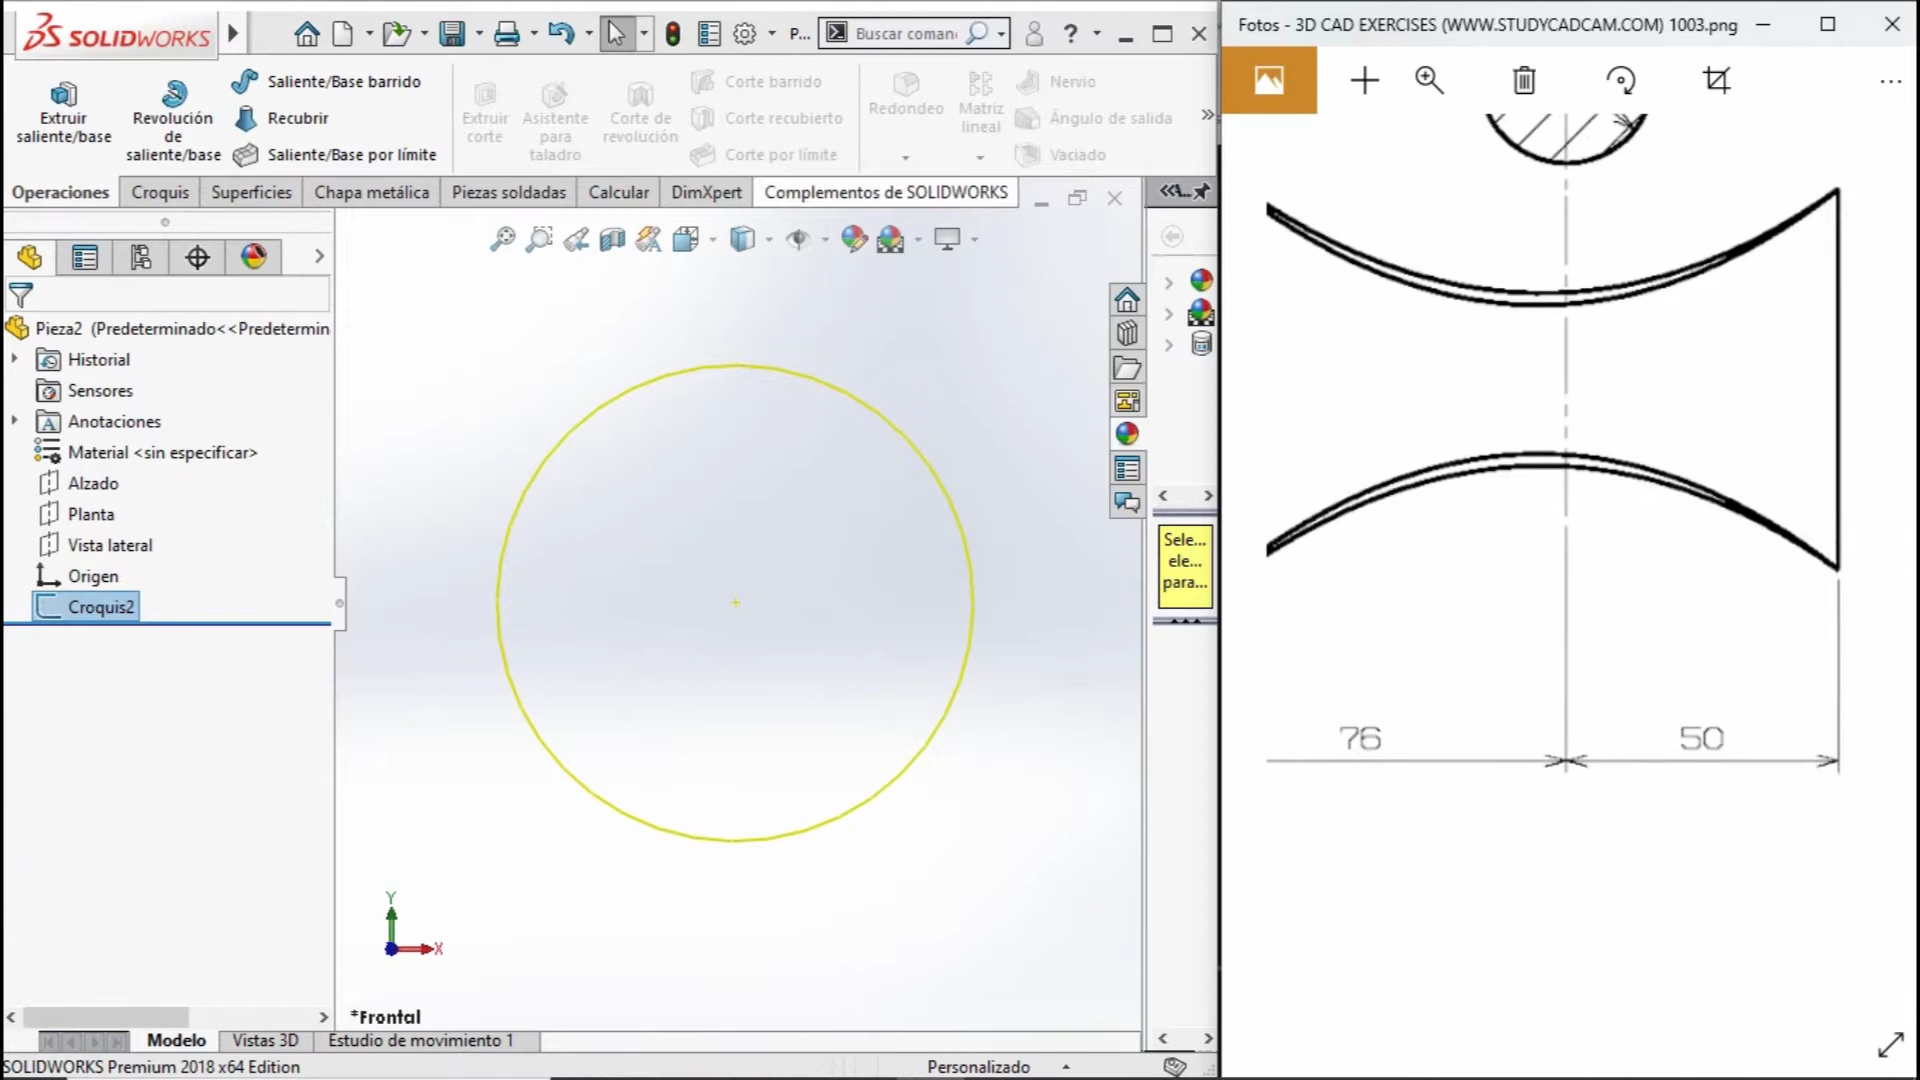 SOLIDWORKS
P...
Buscar coman
?
Fotos - 3D CAD EXERCISES (WWW.STUDYCADCAM.COM) 1003.png
Extruir saliente/base
Revolución de saliente/base
Saliente/Base barrido
Recubrir
Saliente/Base por límite
Extruir corte
Asistente para taladro
Corte de revolución
Corte barrido
Corte recubierto
Corte por límite
Redondeo
Matriz lineal
Nervio
Ángulo de salida
Vaciado
Operaciones
Croquis
Superficies
Chapa metálica
Piezas soldadas
Calcular
DimXpert
Complementos de SOLIDWORKS
Pieza2 (Predeterminado<<Predetermin
Historial
Sensores
Anotaciones
Material <sin especificar>
Alzado
Planta
Vista lateral
Origen
Croquis2
Sele...
ele...
para...
76
50
Y
X
*Frontal
Modelo
Vistas 3D
Estudio de movimiento 1
SOLIDWORKS Premium 2018 x64 Edition
Personalizado